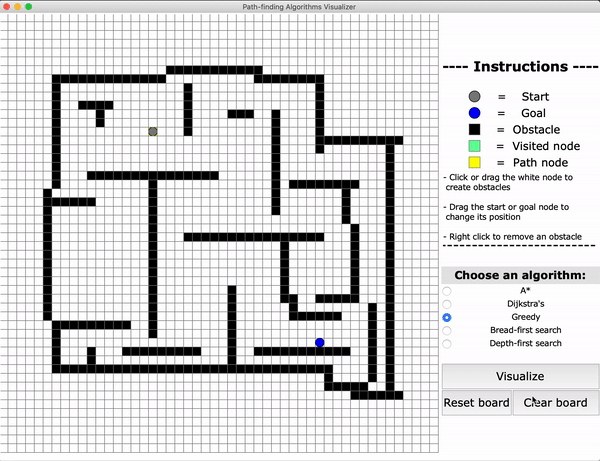 Path-finding Algorithms Visualizer
---- Instructions ----
= Start
= Goal
= Obstacle
= Visited node
= Path node
- Click or drag the white node to
create obstacles
- Drag the start or goal node to
change its position
- Right click to remove an obstacle
Choose an algorithm:
A*
Dijkstra's
Greedy
Bread-first search
Depth-first search
Visualize
Reset board
Clear board